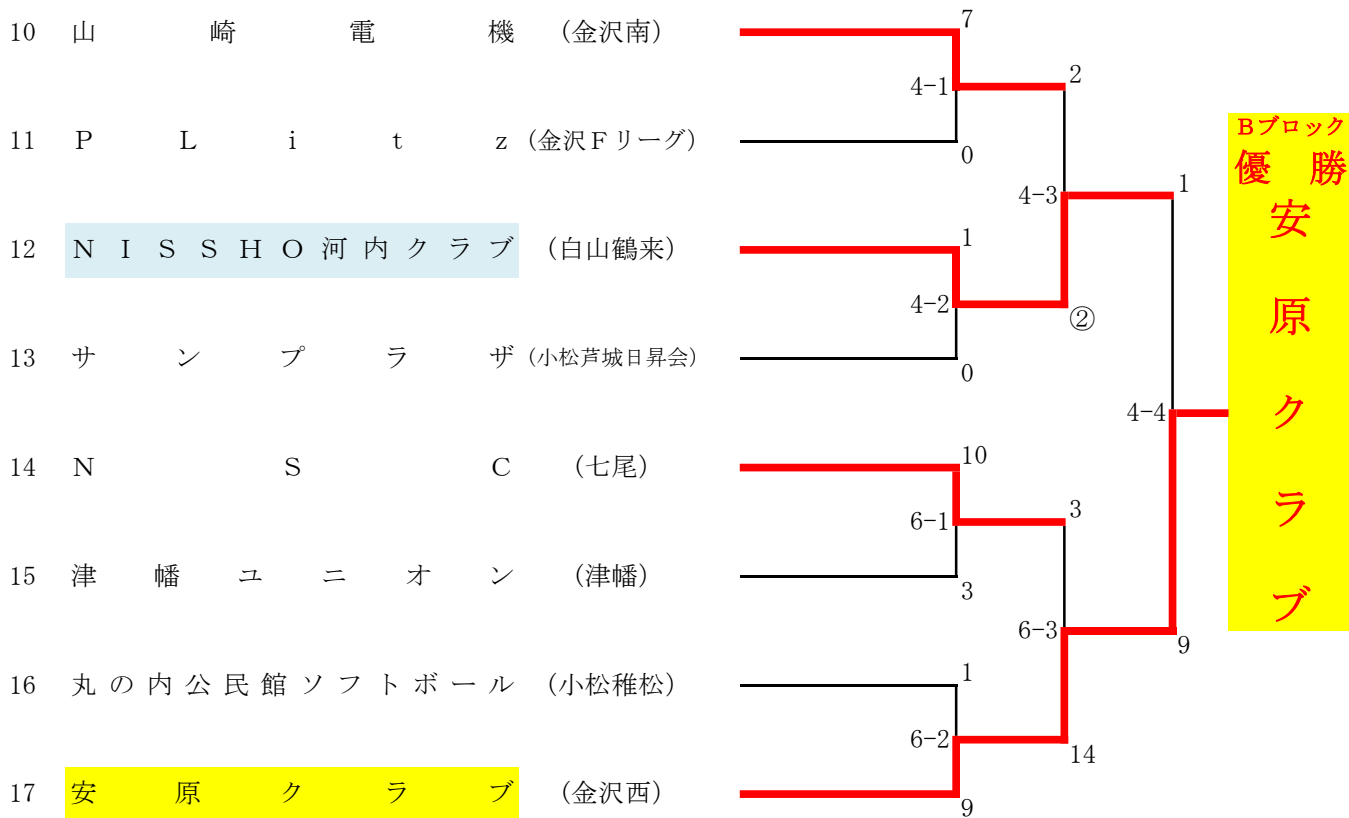 10 山崎電機 (金沢南) 7
4-1 2
11 PLitz (金沢Fリーグ) 0
Bブロック
優勝
安原クラブ
4-3 1
12 NISSHO河内クラブ (白山鶴来) 1
4-2 ②
13 サンプラザ (小松芦城日昇会) 0
4-4
14 NSC (七尾) 10
6-1 3
15 津幡ユニオン (津幡) 3
6-3 9
16 丸の内公民館ソフトボール (小松稚松) 1
6-2 14
17 安原クラブ (金沢西) 9